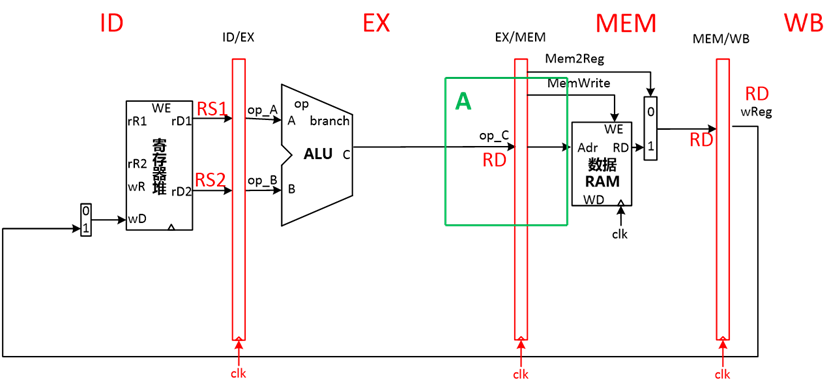 ID
EX
MEM
WB
ID/EX
EX/MEM
MEM/WB
Mem2Reg
MemWrite
RD
wReg
A
WE
rR1
rD1
rR2
wR
rD2
wD
寄存器堆
RS1
RS2
op_A
op_B
op
branch
A
ALU
C
B
op_C
RD
WE
Adr
RD
数据
RAM
WD
clk
0
1
RD
0
1
clk
clk
clk